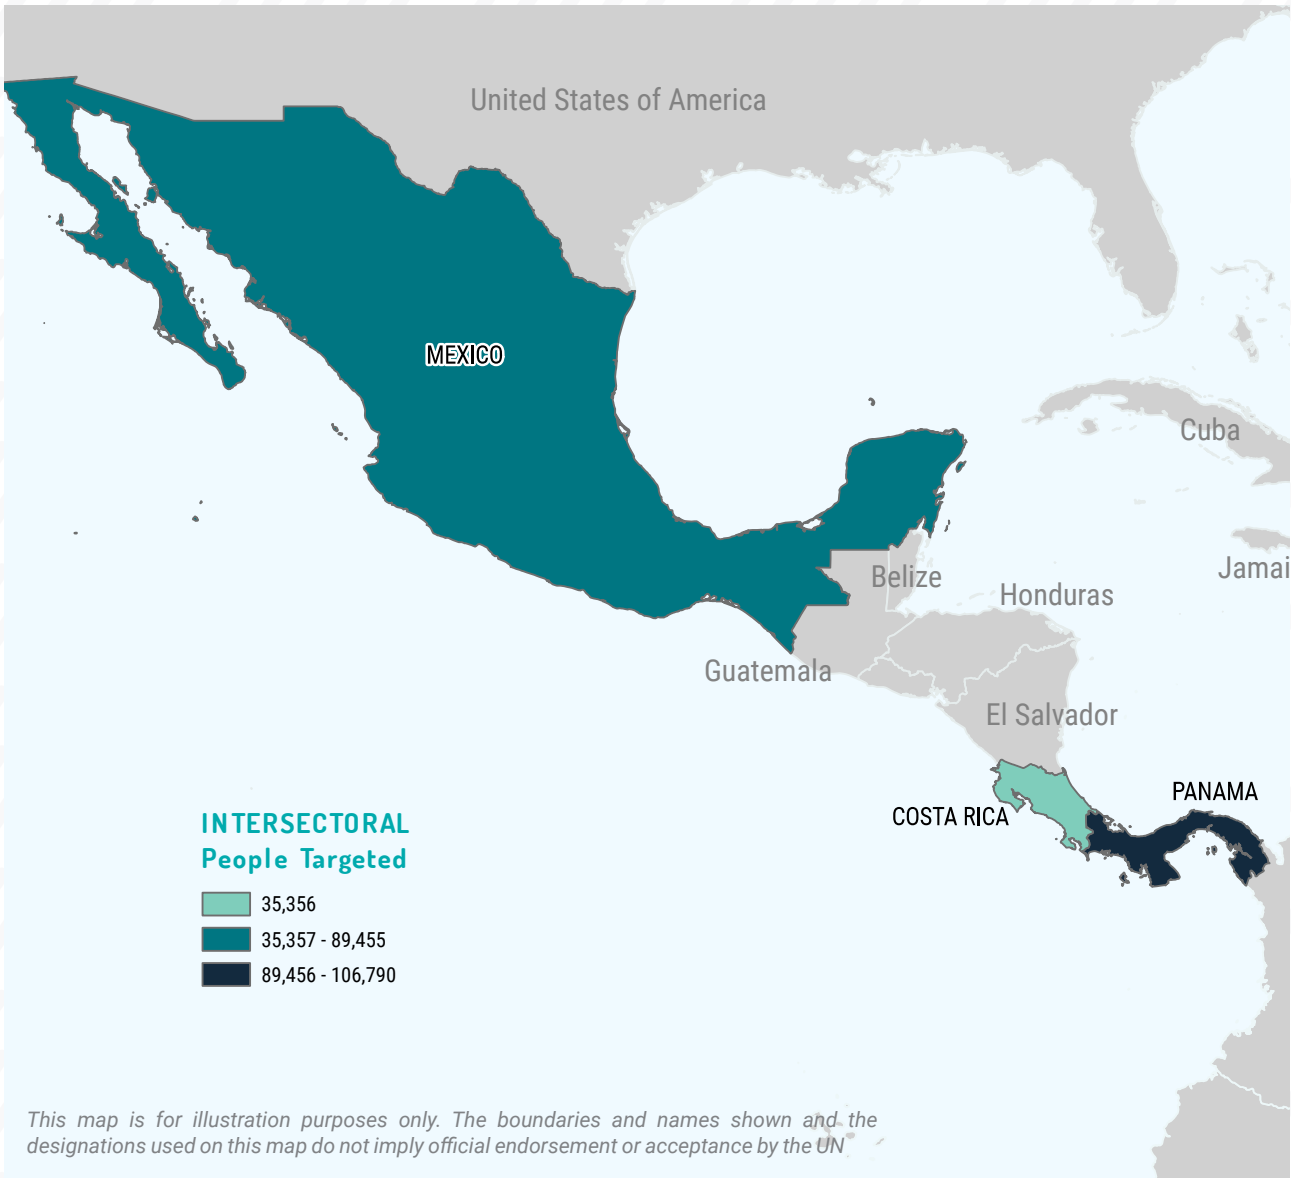 United States of America
MEXICO
Cuba
Jamai
Belize
Honduras
Guatemala
El Salvador
PANAMA
COSTA RICA
INTERSECTORAL
People Targeted
35,356
35,357 - 89,455
89,456 - 106,790
This map is for illustration purposes only. The boundaries and names shown and the
designations used on this map do not imply official endorsement or acceptance by the UN